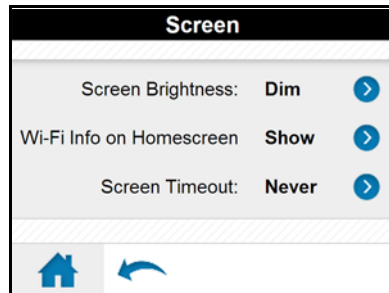 Screen
Screen Brightness: Dim
Wi-Fi Info on Homescreen Show
Screen Timeout: Never